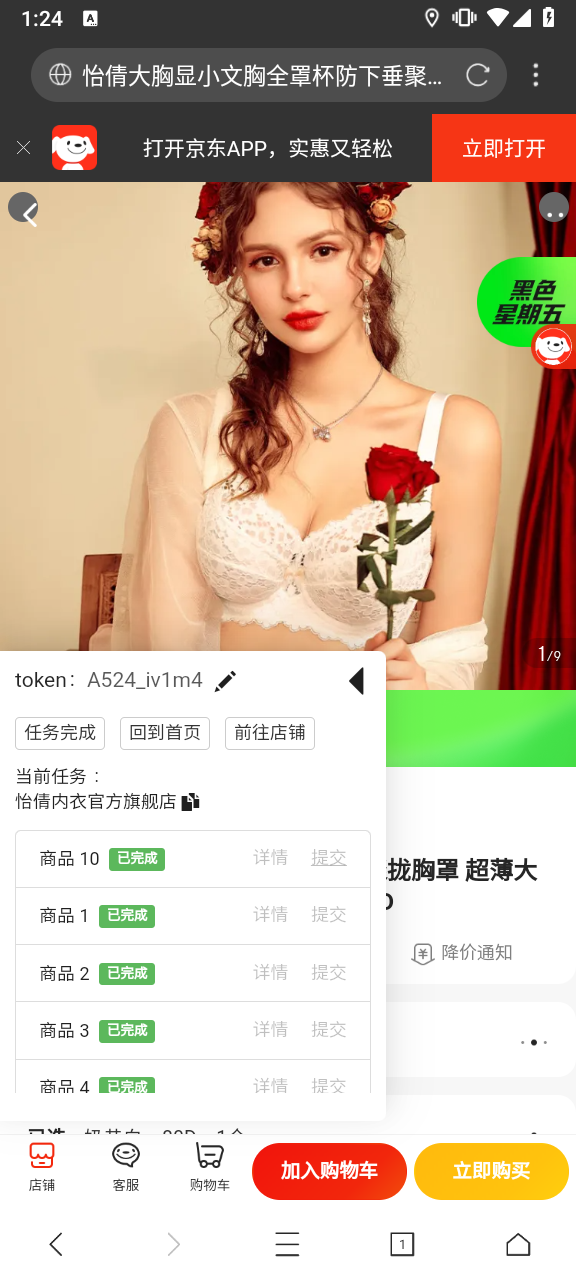 1:24
A
怡倩大胸显小文胸全罩杯防下垂聚...
打开京东APP，实惠又轻松
立即打开
黑色
星期五
1/9
token： A524_iv1m4
任务完成 回到首页 前往店铺
当前任务：
怡倩内衣官方旗舰店
商品 10 已完成 详情 提交
拢胸罩 超薄大
商品 1 已完成 详情 提交
降价通知
商品 2 已完成 详情 提交
商品 3 已完成 详情 提交
商品 4 已完成 详情 提交
店铺 客服 购物车 加入购物车 立即购买
1